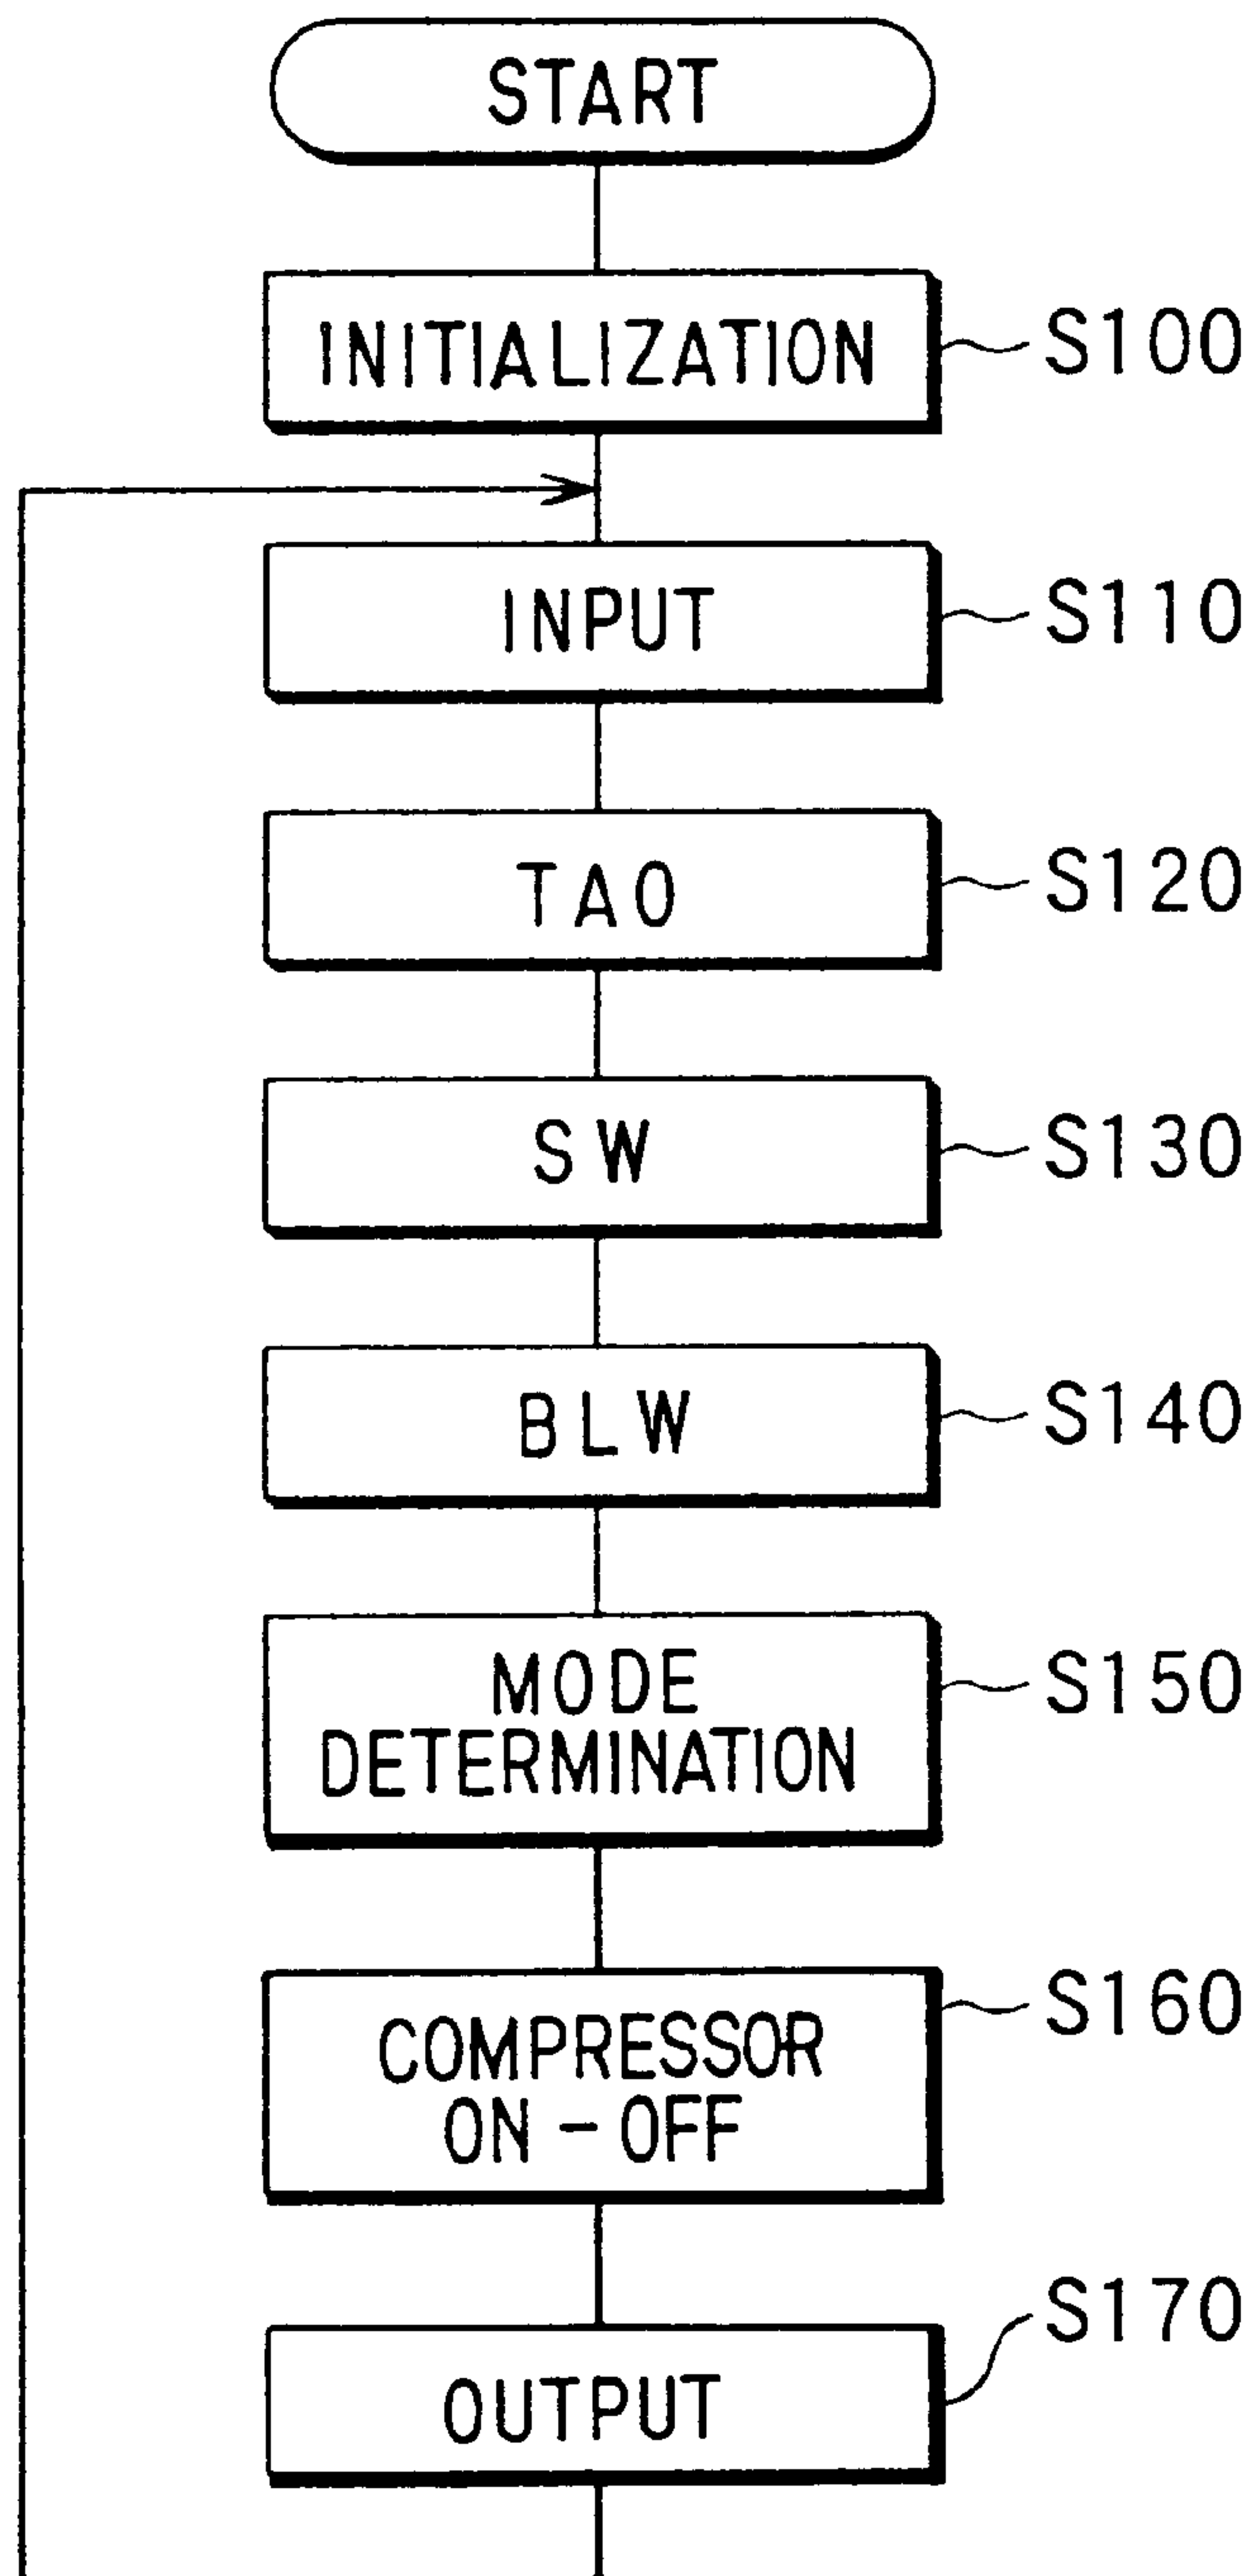 START
INITIALIZATION
S100
INPUT
S110
TAO
S120
SW
S130
BLW
S140
MODE
DETERMINATION
S150
COMPRESSOR
ON-OFF
S160
OUTPUT
S170